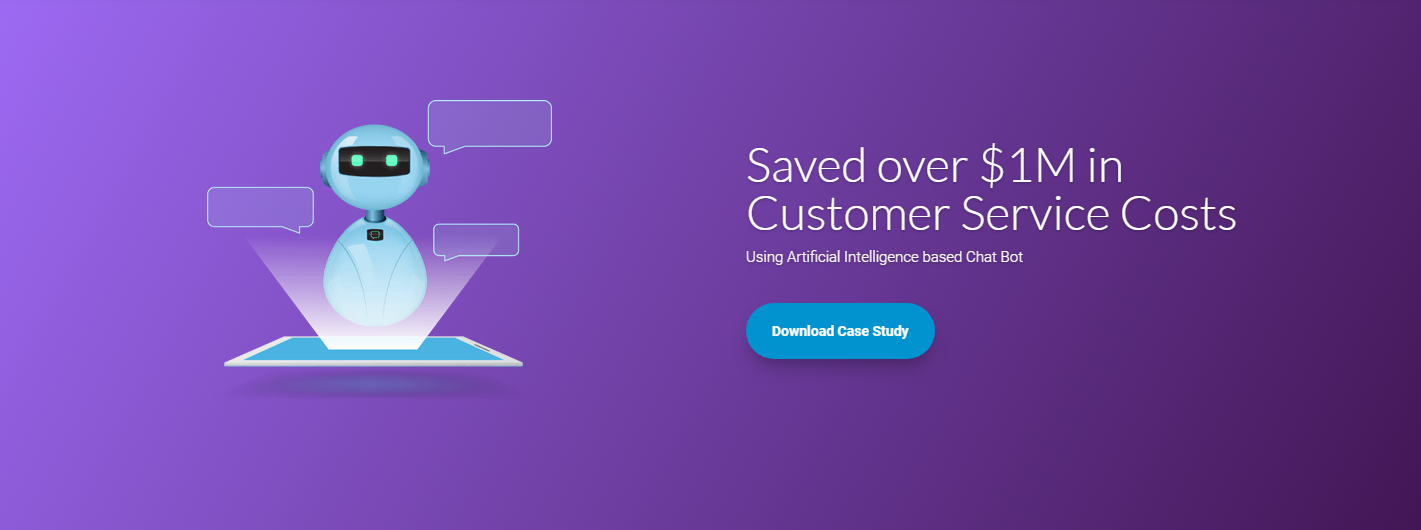 Saved over $1M in
Customer Service Costs
Using Artificial Intelligence based Chat Bot
Download Case Study